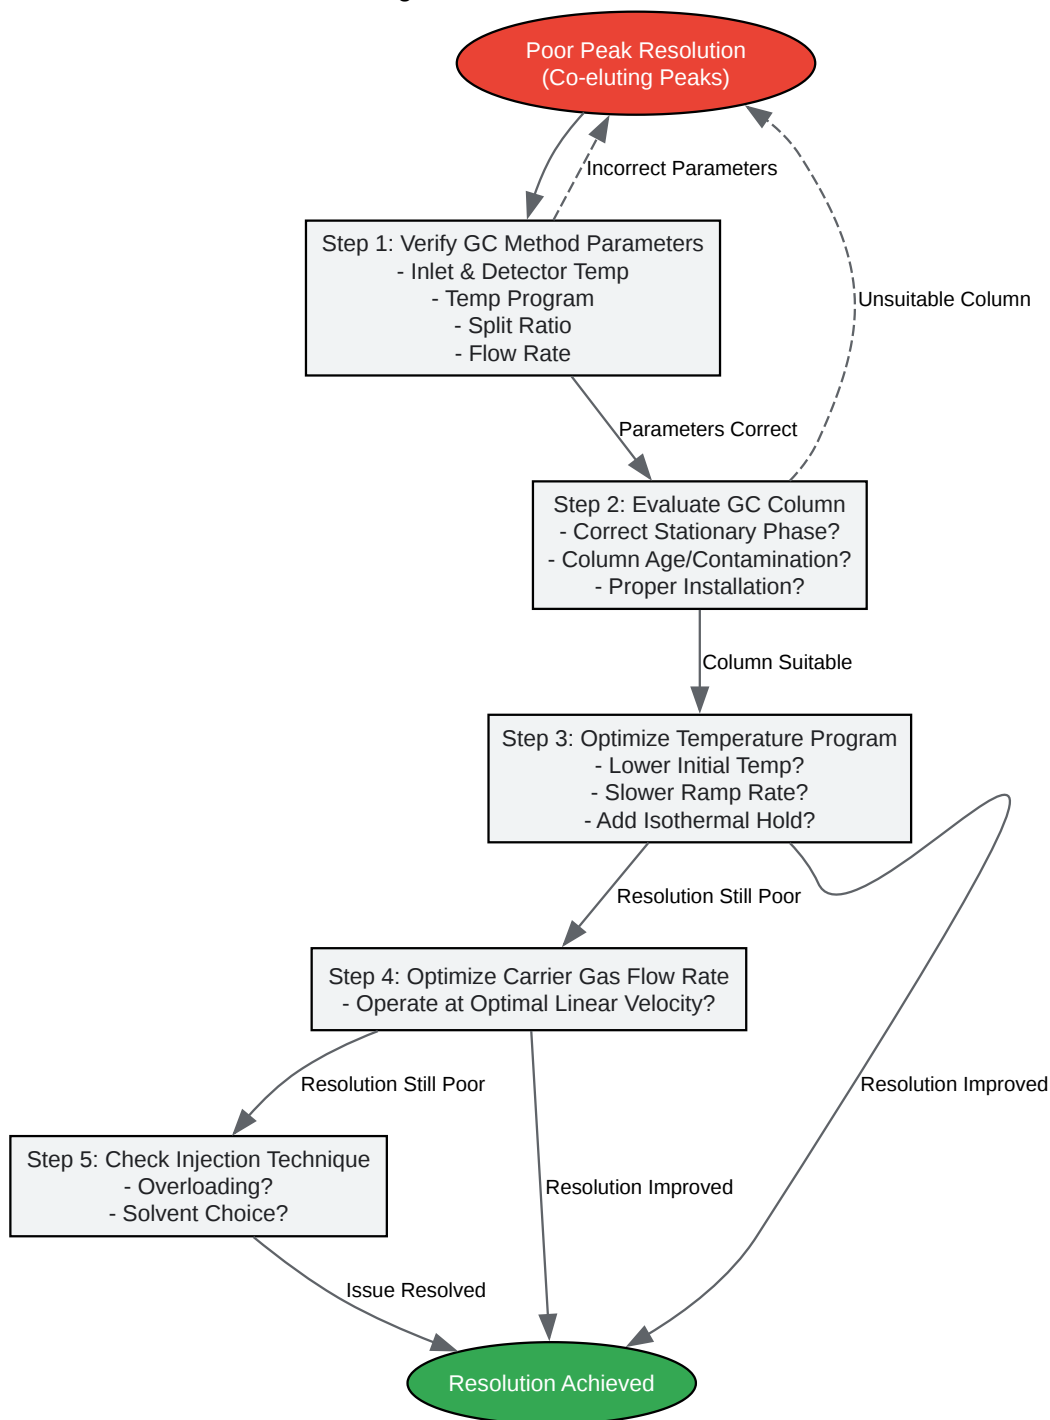 Poor Peak Resolution
(Co-eluting Peaks)
Incorrect Parameters
Step 1: Verify GC Method Parameters
- Inlet & Detector Temp
- Temp Program
- Split Ratio
- Flow Rate
Unsuitable Column
Parameters Correct
Step 2: Evaluate GC Column
- Correct Stationary Phase?
- Column Age/Contamination?
- Proper Installation?
Column Suitable
Step 3: Optimize Temperature Program
- Lower Initial Temp?
- Slower Ramp Rate?
- Add Isothermal Hold?
Resolution Still Poor
Step 4: Optimize Carrier Gas Flow Rate
- Operate at Optimal Linear Velocity?
Resolution Still Poor
Resolution Improved
Step 5: Check Injection Technique
- Overloading?
- Solvent Choice?
Resolution Improved
Issue Resolved
Resolution Achieved